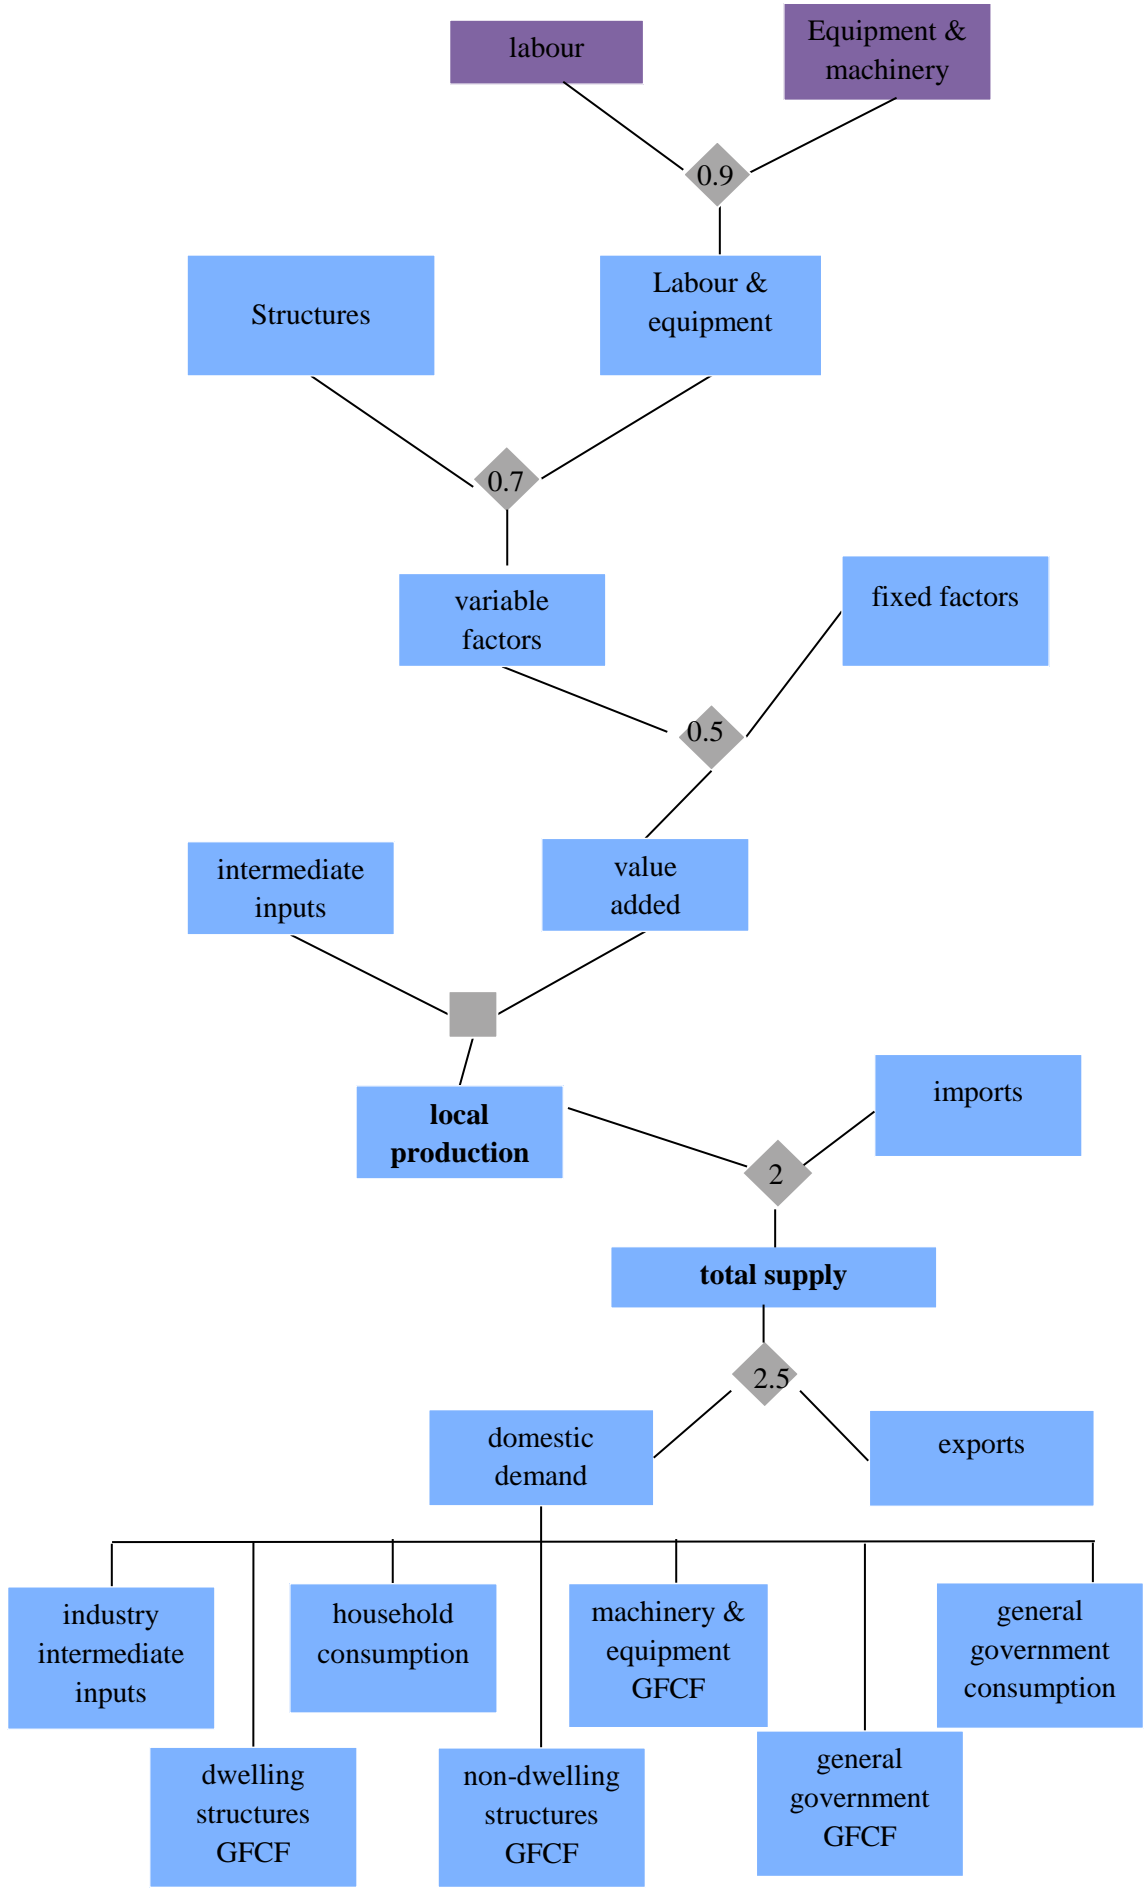 labour
Equipment &
machinery
0.9
Structures
Labour &
equipment
0.7
variable
factors
fixed factors
0.5
intermediate
inputs
value
added
local
production
imports
2
total supply
2.5
domestic
demand
exports
industry
intermediate
inputs
household
consumption
machinery &
equipment
GFCF
general
government
consumption
dwelling
structures
GFCF
non-dwelling
structures
GFCF
general
government
GFCF